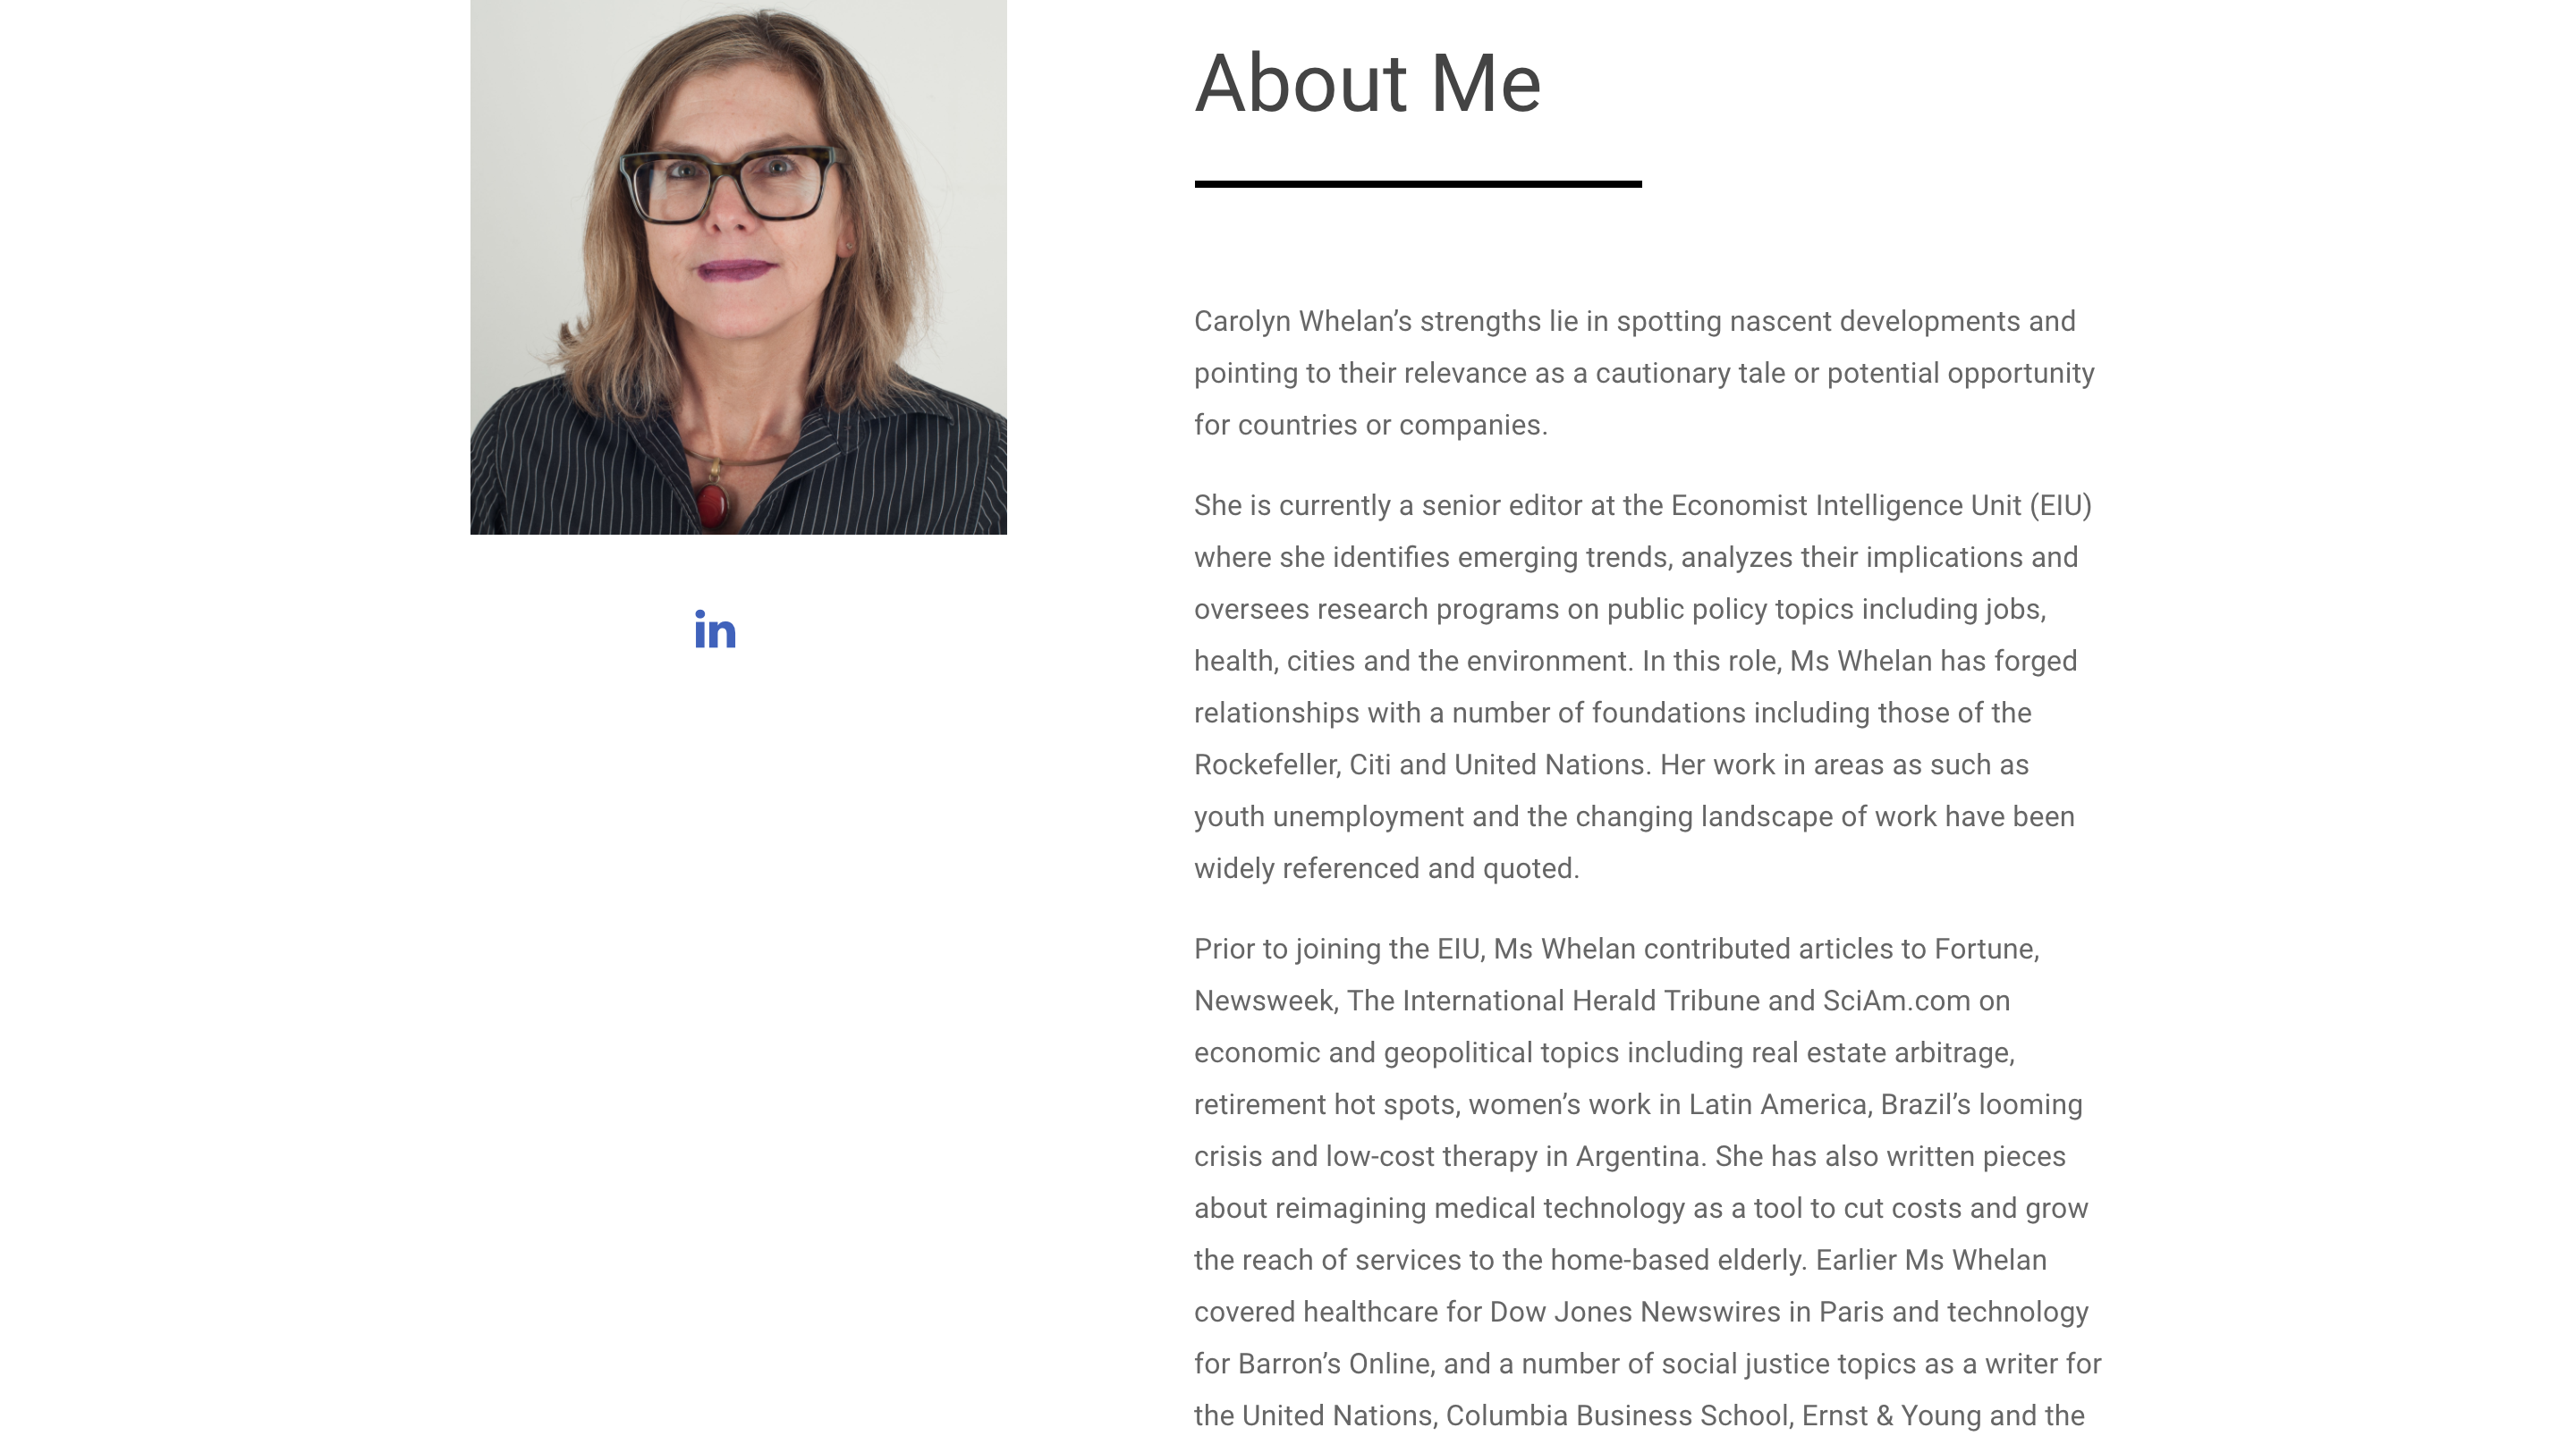 About Me
Carolyn Whelan’s strengths lie in spotting nascent developments and
pointing to their relevance as a cautionary tale or potential opportunity
for countries or companies.
She is currently a senior editor at the Economist Intelligence Unit (EIU)
where she identifies emerging trends, analyzes their implications and
oversees research programs on public policy topics including jobs,
health, cities and the environment. In this role, Ms Whelan has forged
relationships with a number of foundations including those of the
Rockefeller, Citi and United Nations. Her work in areas as such as
youth unemployment and the changing landscape of work have been
widely referenced and quoted.
Prior to joining the EIU, Ms Whelan contributed articles to Fortune,
Newsweek, The International Herald Tribune and SciAm.com on
economic and geopolitical topics including real estate arbitrage,
retirement hot spots, women’s work in Latin America, Brazil’s looming
crisis and low-cost therapy in Argentina. She has also written pieces
about reimagining medical technology as a tool to cut costs and grow
the reach of services to the home-based elderly. Earlier Ms Whelan
covered healthcare for Dow Jones Newswires in Paris and technology
for Barron’s Online, and a number of social justice topics as a writer for
the United Nations, Columbia Business School, Ernst & Young and the
in